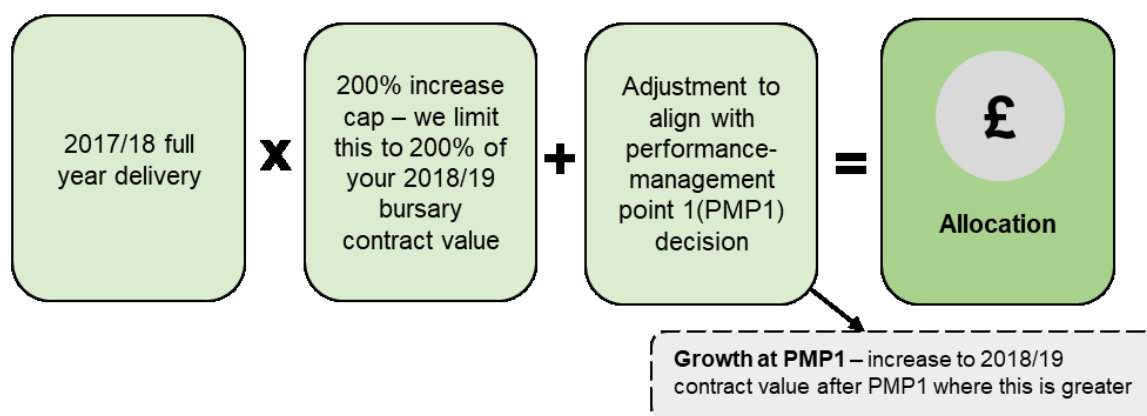 2017/18 full
year delivery
x
200% increase
cap – we limit
this to 200% of
your 2018/19
bursary
contract value
+
Adjustment to
align with
performance-
management
point 1(PMP1)
decision
=
£
Allocation
Growth at PMP1 – increase to 2018/19
contract value after PMP1 where this is greater